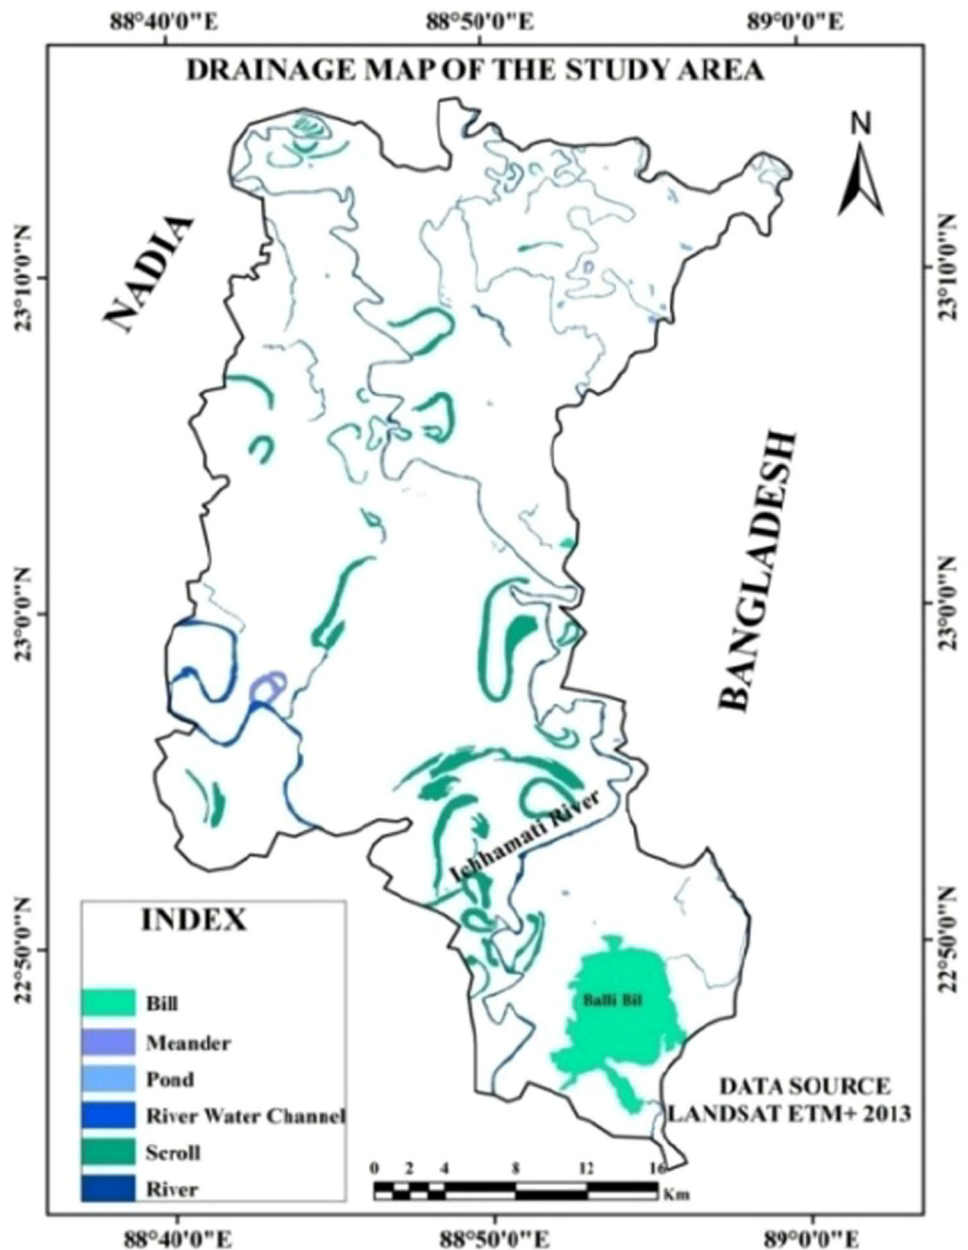 88°40'0"E 88°50'0"E 89°0'0"E
DRAINAGE MAP OF THE STUDY AREA
N
NADIA
23°10'0"N 23°10'0"N
BANGLADESH
23°0'0"N 23°0'0"N
Ichhamati River
22°50'0"N 22°50'0"N
INDEX
Bill
Meander
Pond
River Water Channel
Scroll
River
Balli Bil
DATA SOURCE
LANDSAT ETM+ 2013
0 2 4 8 12 16
Km
88°40'0"E 88°50'0"E 89°0'0"E